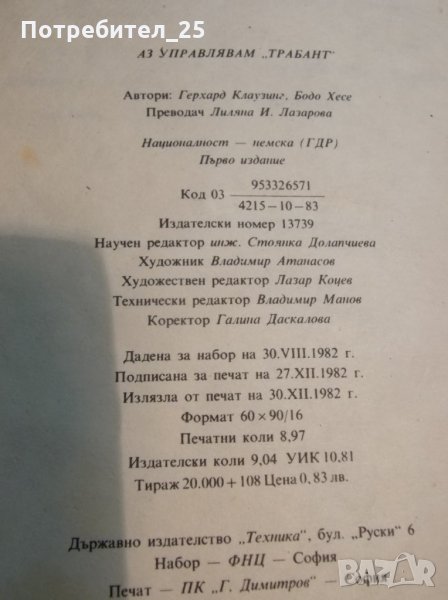 Потребител_25
АЗ УПРАВЛЯВАМ „ТРАБАНТ“
Автори: Герхард Клаузинг, Бодо Хесе
Преводач Лиляна И. Лазарова
Националност — немска (ГДР)
Първо издание
953326571
Код 03
4215-10-83
Издателски номер 13739
Научен редактор инж. Стоянка Долапчиева
Художник Владимир Атанасов
Художествен редактор Лазар Коцев
Технически редактор Владимир Манов
Коректор Галина Даскалова
Дадена за набор на 30.VIII.1982 г.
Подписана за печат на 27.XII.1982 г.
Излязла от печат на 30.XII.1982 г.
Формат 60×90/16
Печатни коли 8,97
Издателски коли 9,04 УИК 10,81
Тираж 20.000+108 Цена 0,83 лв.
Държавно издателство „Техника“, бул. „Руски“ 6
Набор — ФНЦ — София
Печат — ПК „Г. Димитров“ — София
БАZАР